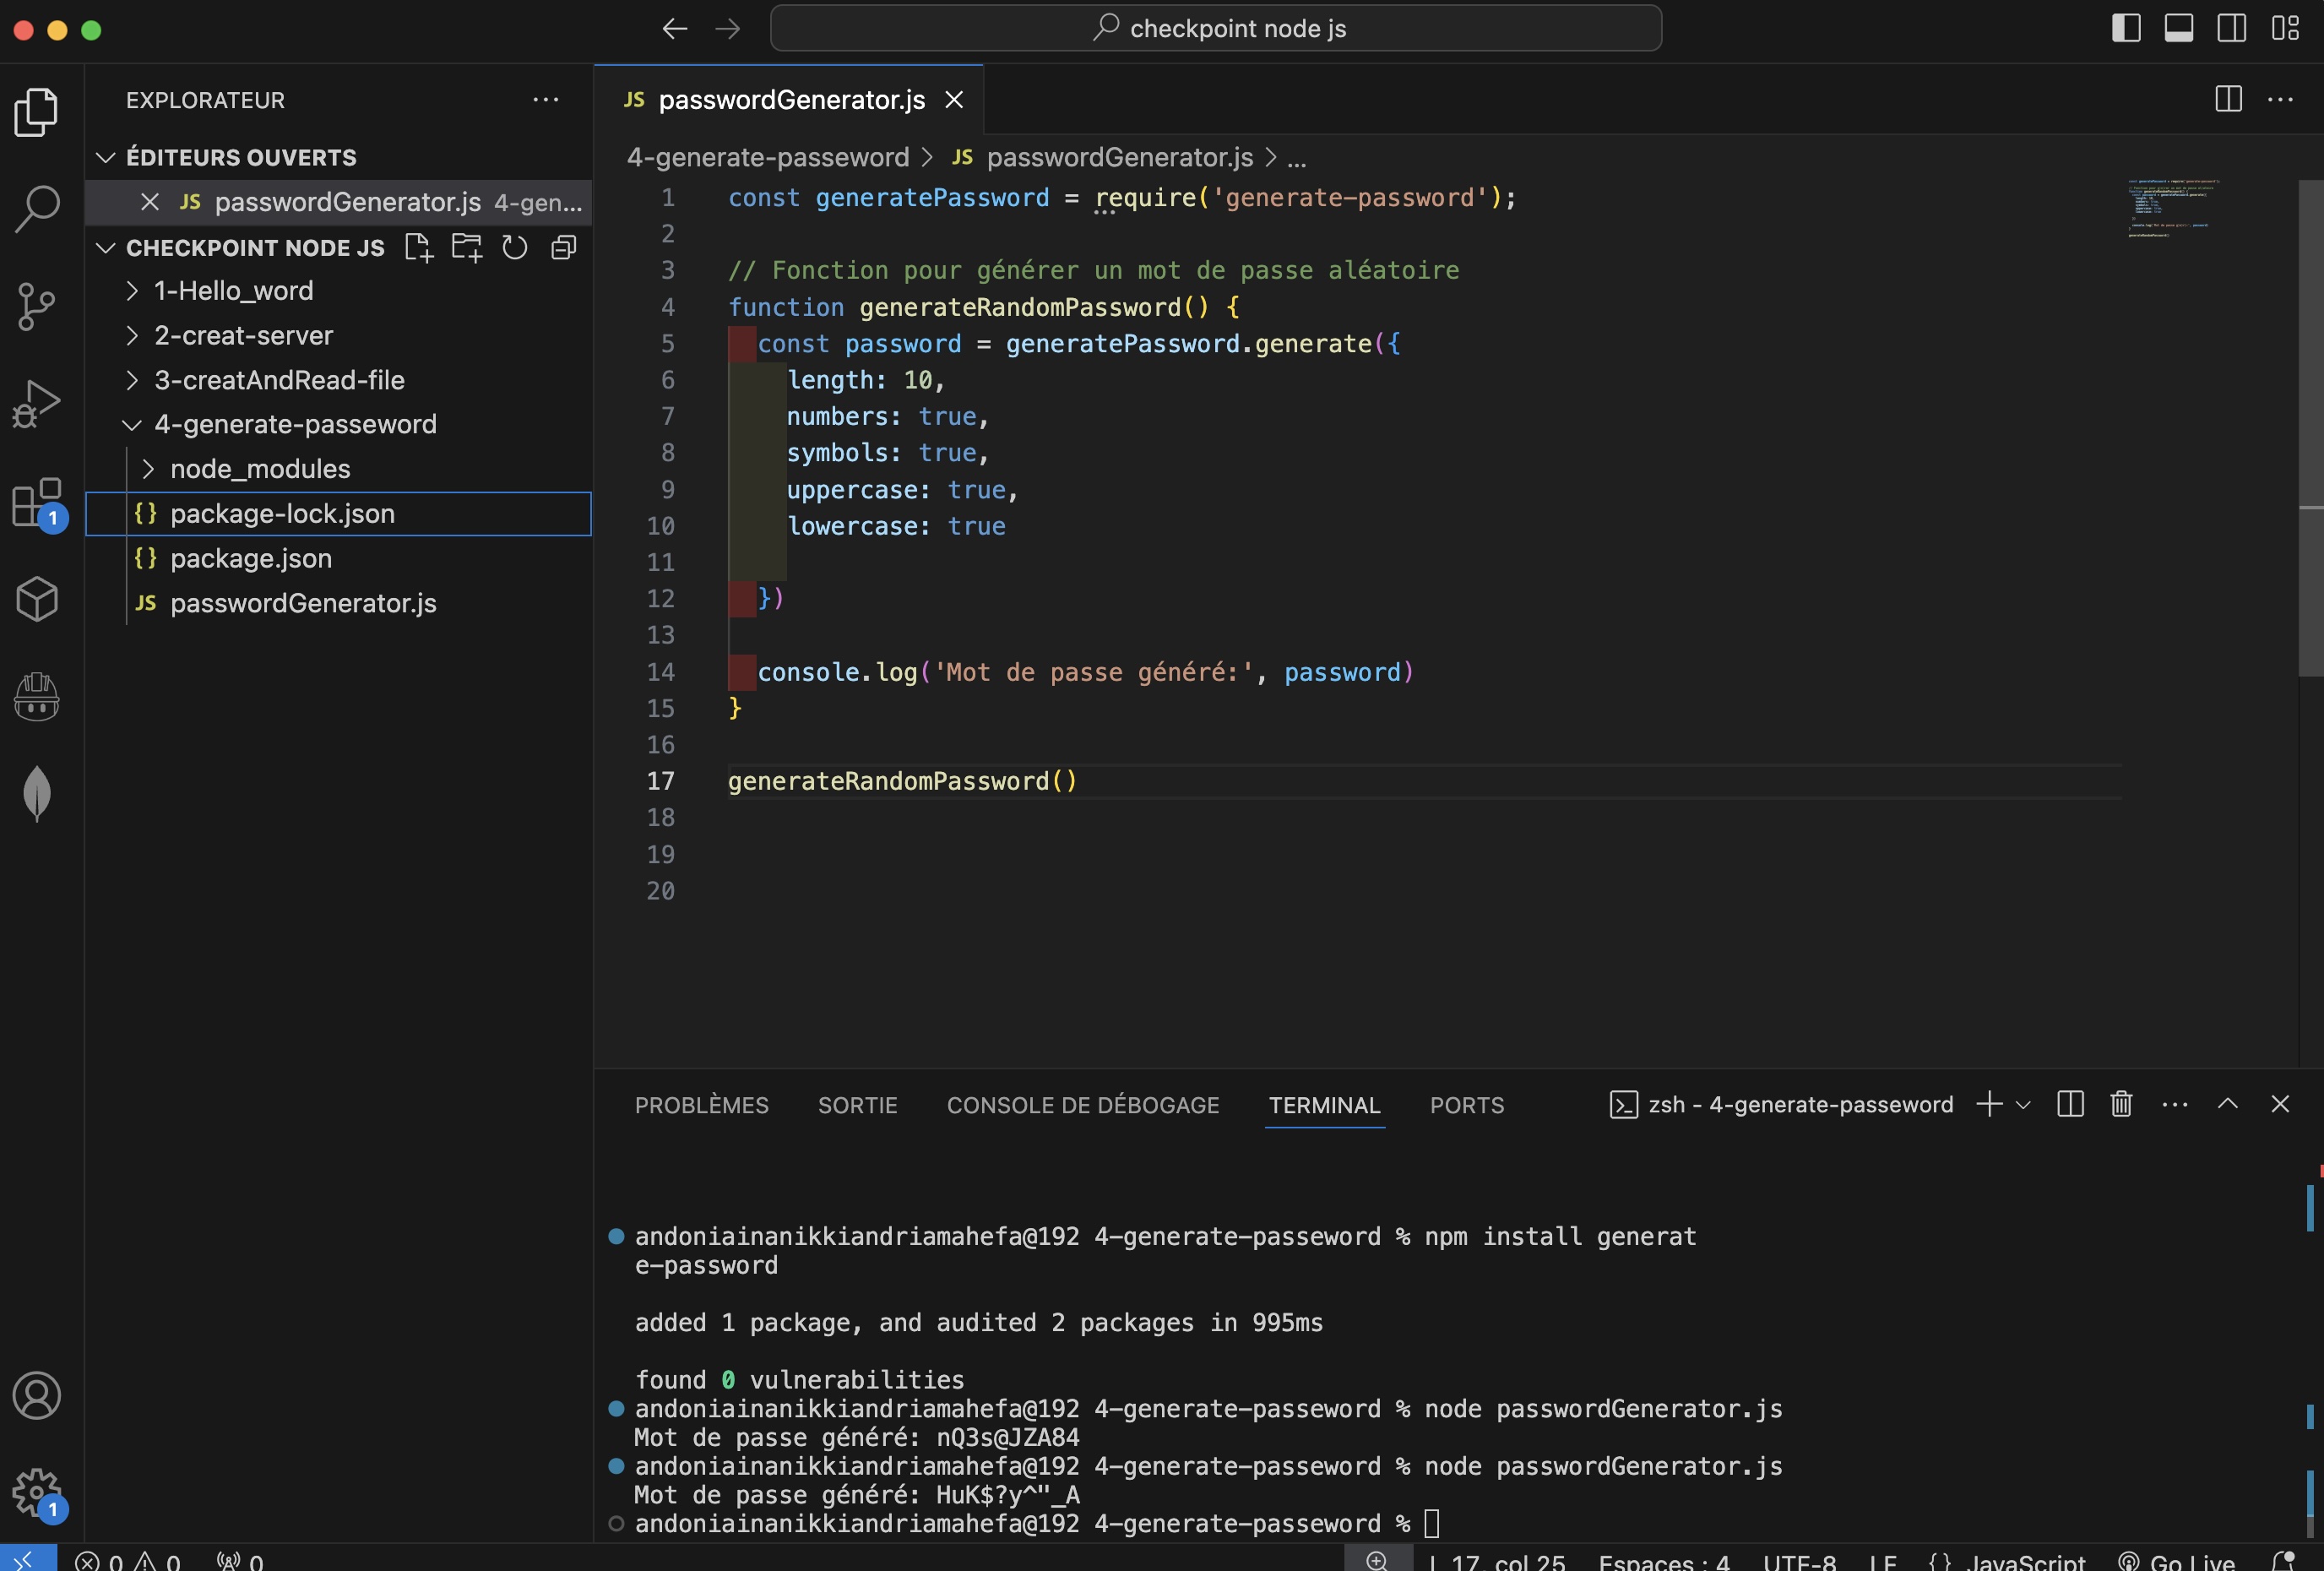 checkpoint node js
EXPLORATEUR
ÉDITEURS OUVERTS
JS passwordGenerator.js 4-gen...
CHECKPOINT NODE JS
1-Hello_word
2-creat-server
3-creatAndRead-file
4-generate-passeword
node_modules
{} package-lock.json
{} package.json
JS passwordGenerator.js
1
1
JS passwordGenerator.js
4-generate-passeword > JS passwordGenerator.js > ...
1 const generatePassword = require('generate-password');
2
3 // Fonction pour générer un mot de passe aléatoire
4 function generateRandomPassword() {
5 const password = generatePassword.generate({
6 length: 10,
7 numbers: true,
8 symbols: true,
9 uppercase: true,
10 lowercase: true
11
12 })
13
14 console.log('Mot de passe généré:', password)
15 }
16
17 generateRandomPassword()
18
19
20
PROBLÈMES SORTIE CONSOLE DE DÉBOGAGE TERMINAL PORTS zsh - 4-generate-passeword
andoniainanikkiandriamahefa@192 4-generate-passeword % npm install generat
e-password
added 1 package, and audited 2 packages in 995ms
found 0 vulnerabilities
andoniainanikkiandriamahefa@192 4-generate-passeword % node passwordGenerator.js
Mot de passe généré: nQ3s@JZA84
andoniainanikkiandriamahefa@192 4-generate-passeword % node passwordGenerator.js
Mot de passe généré: HuK$?y^"_A
andoniainanikkiandriamahefa@192 4-generate-passeword %
0 0 0 L 17, col 25 Espaces : 4 UTF-8 LF {} JavaScript Go Live